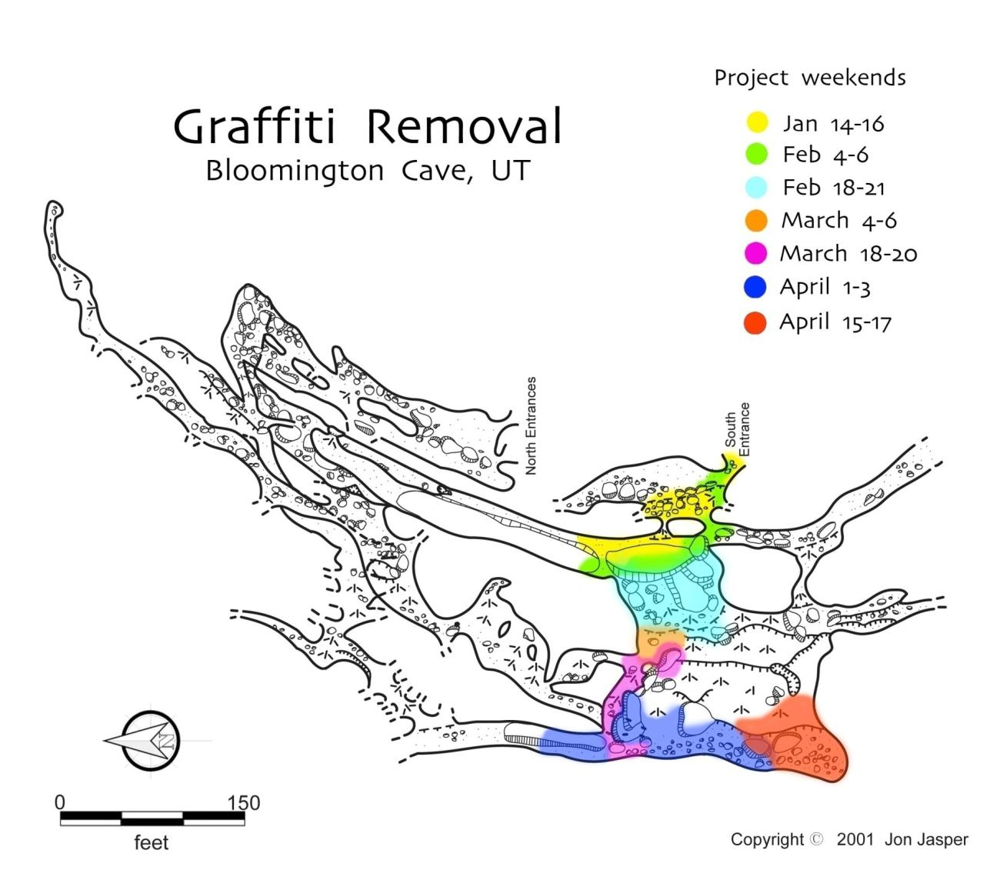 Project weekends
Graffiti Removal
Bloomington Cave, UT
Jan 14-16
Feb 4-6
Feb 18-21
March 4-6
March 18-20
April 1-3
April 15-17
North Entrances
South
Entrance
N
0 150
feet
Copyright © 2001 Jon Jasper